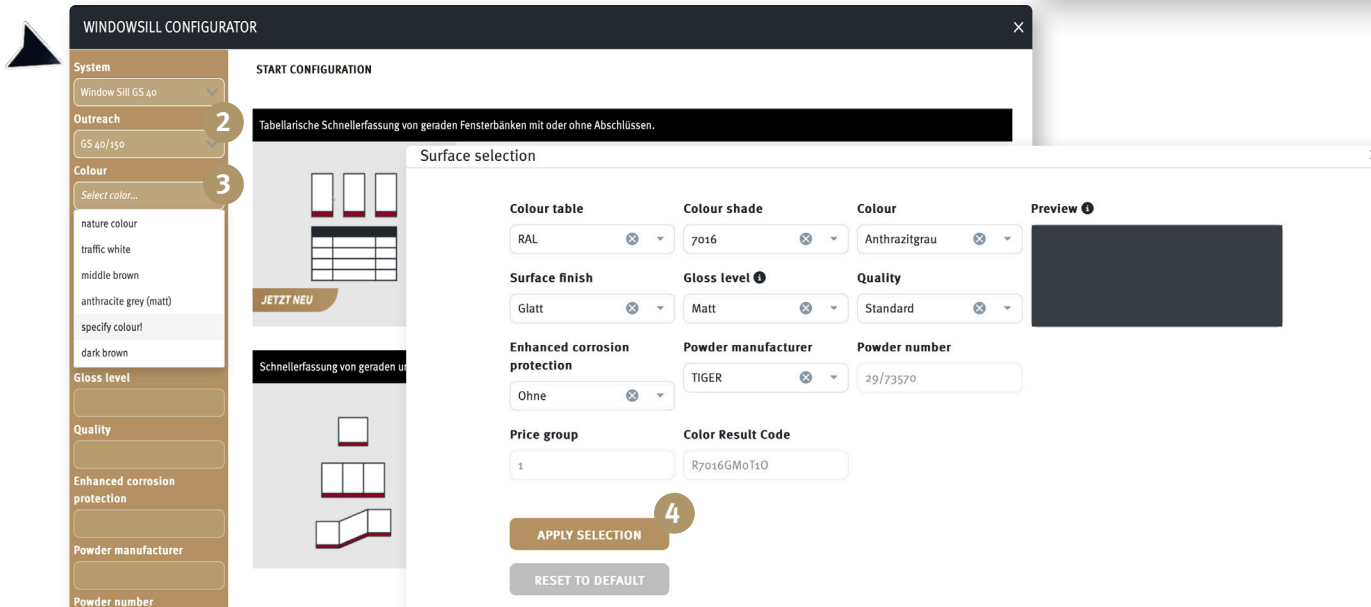 WINDOWSILL CONFIGURATOR
System
Window Sill GS 40
Outreach
2
GS 40/150
Colour
3
Select color...
nature colour
traffic white
middle brown
anthracite grey (matt)
specify colour!
dark brown
Gloss level
Quality
Enhanced corrosion
protection
Powder manufacturer
Powder number
START CONFIGURATION
Tabellarische Schnellerfassung von geraden Fensterbänken mit oder ohne Abschlüssen.
JETZT NEU
Schnellerfassung von geraden
Surface selection
Colour table
Colour shade
Colour
Preview
RAL
7016
Anthrazitgrau
Surface finish
Gloss level
Quality
Glatt
Matt
Standard
Enhanced corrosion
protection
Powder manufacturer
Powder number
Ohne
TIGER
29/73570
Price group
Color Result Code
1
R7016GM0T1O
4
APPLY SELECTION
RESET TO DEFAULT